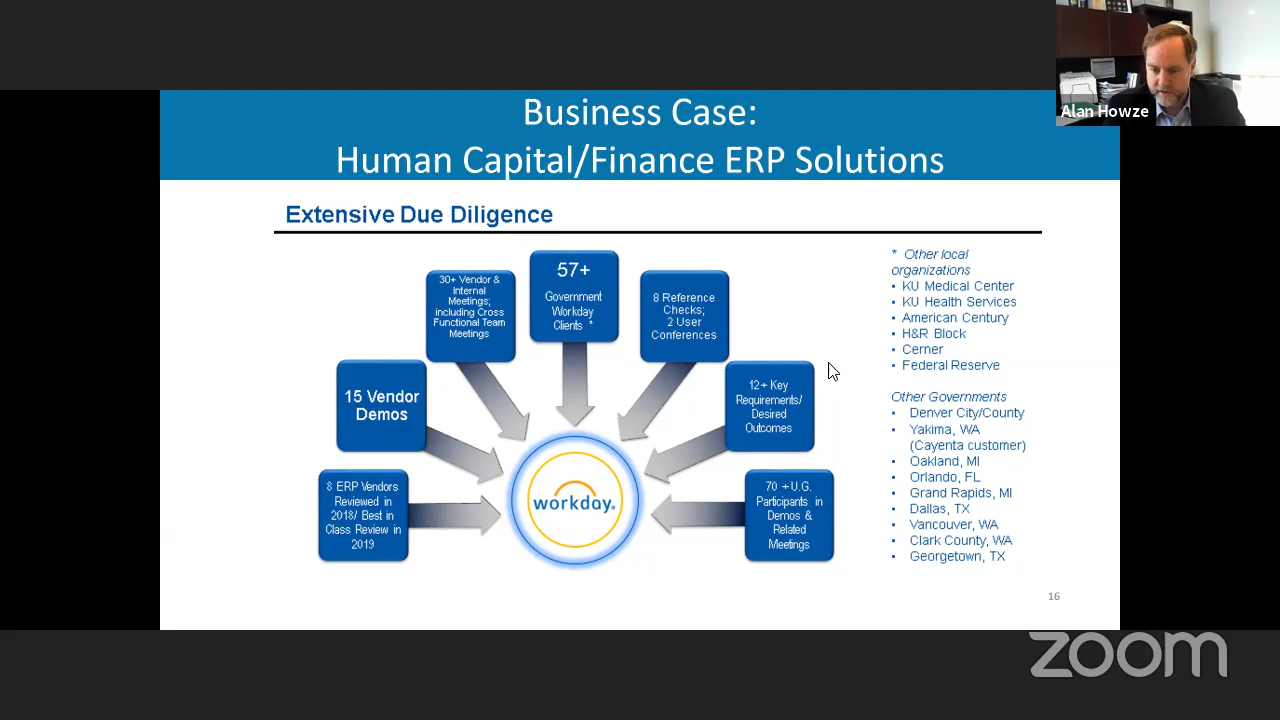 Alan Howze
Business Case:
Human Capital/Finance ERP Solutions
Extensive Due Diligence
8 ERP Vendors
Reviewed in
2018/ Best in
Class Review in
2019
15 Vendor
Demos
30+ Vendor &
Internal
Meetings;
including Cross
Functional Team
Meetings
57+
Government
Workday
Clients *
8 Reference
Checks;
2 User
Conferences
12+ Key
Requirements/
Desired
Outcomes
70 + U.G.
Participants in
Demos &
Related
Meetings
workday.
* Other local
organizations
• KU Medical Center
• KU Health Services
• American Century
• H&R Block
• Cerner
• Federal Reserve
Other Governments
• Denver City/County
• Yakima, WA
(Cayenta customer)
• Oakland, MI
• Orlando, FL
• Grand Rapids, MI
• Dallas, TX
• Vancouver, WA
• Clark County, WA
• Georgetown, TX
16
zoom